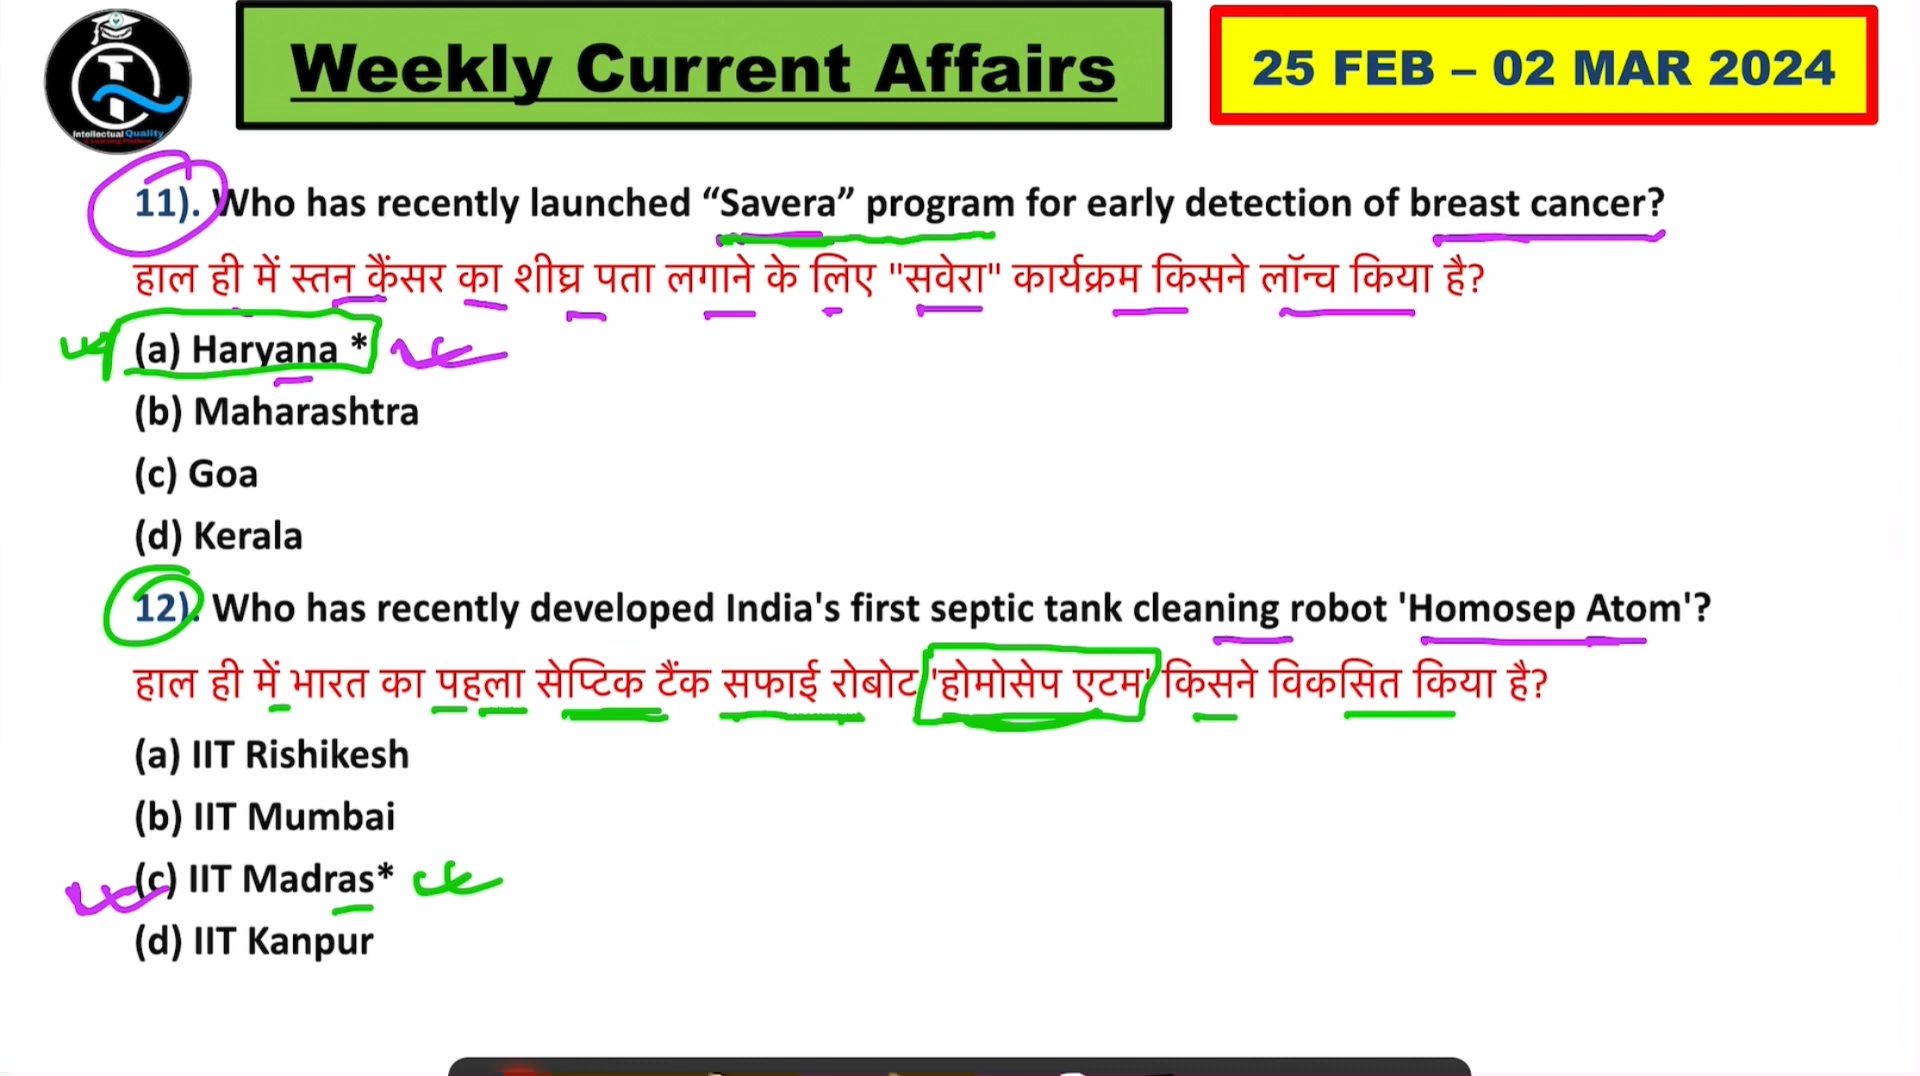 Weekly Current Affairs
25 FEB – 02 MAR 2024
Intellectual Quality
11). Who has recently launched “Savera” program for early detection of breast cancer?
हाल ही में स्तन कैंसर का शीघ्र पता लगाने के लिए "सवेरा" कार्यक्रम किसने लॉन्च किया है?
(a) Haryana *
(b) Maharashtra
(c) Goa
(d) Kerala
12). Who has recently developed India's first septic tank cleaning robot 'Homosep Atom'?
हाल ही में भारत का पहला सेप्टिक टैंक सफाई रोबोट 'होमोसेप एटम' किसने विकसित किया है?
(a) IIT Rishikesh
(b) IIT Mumbai
(c) IIT Madras*
(d) IIT Kanpur